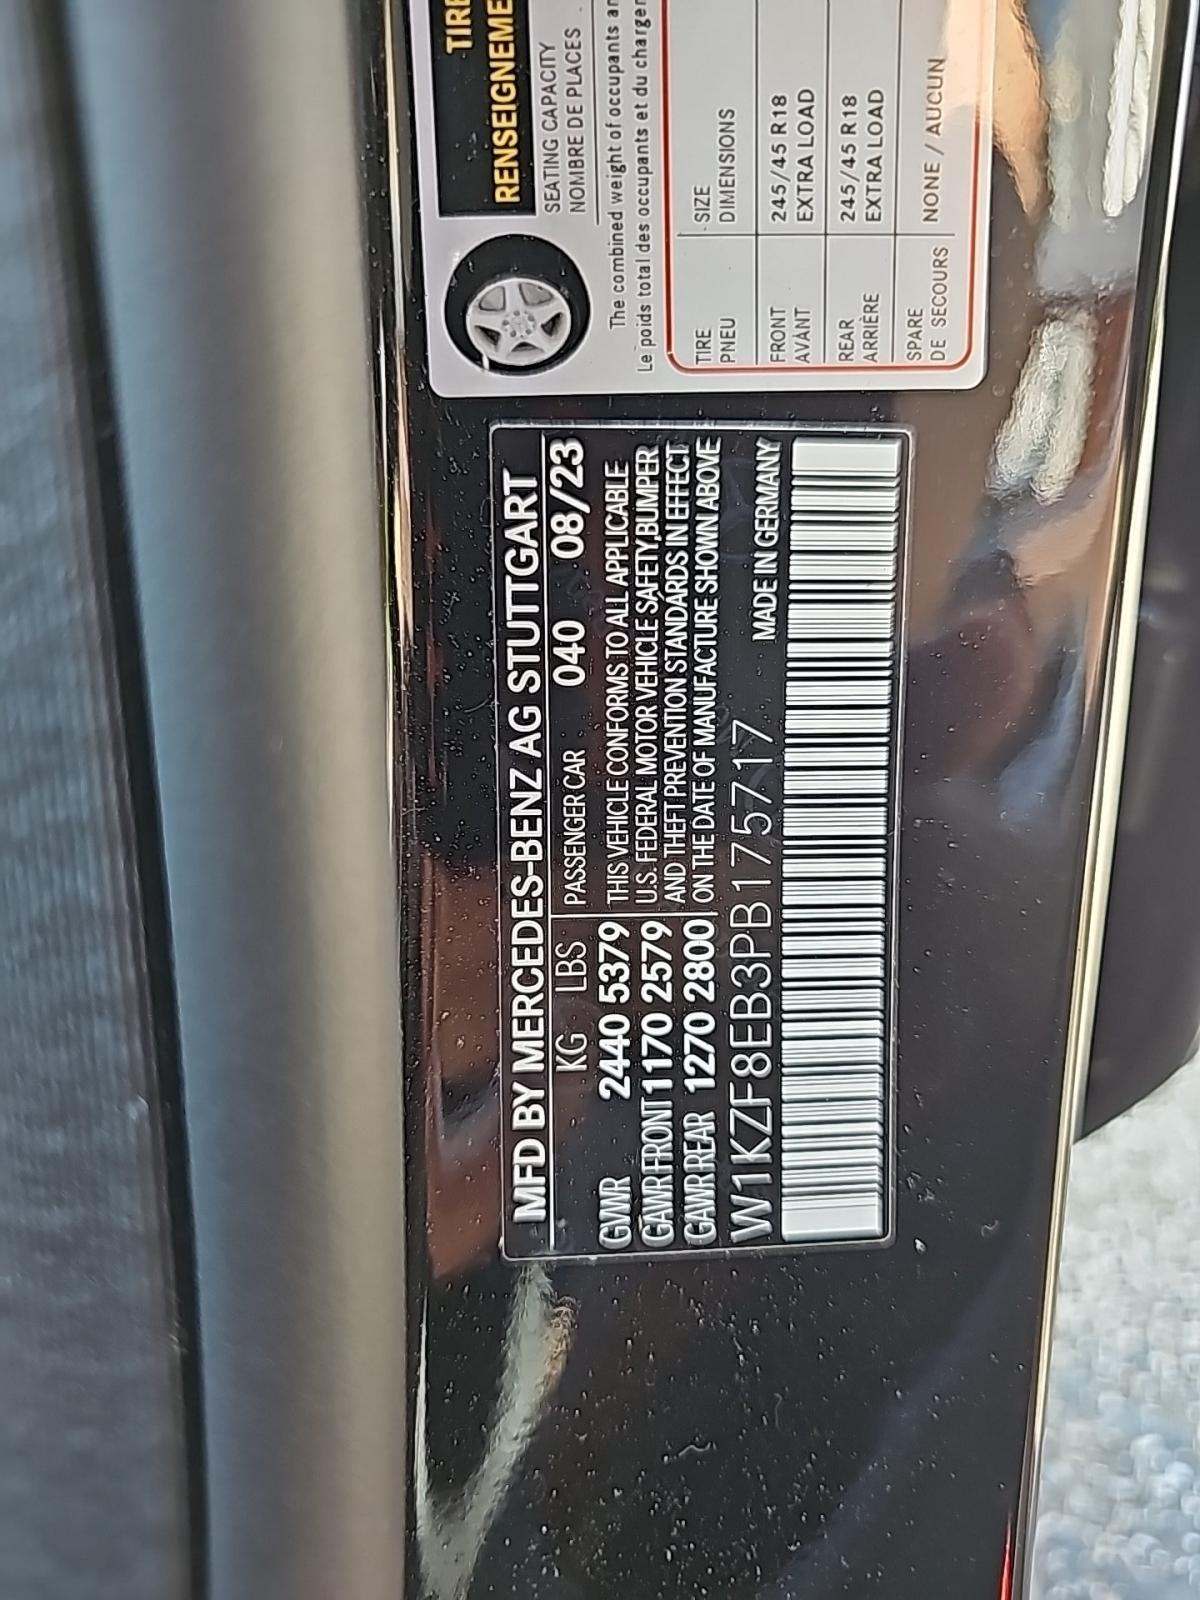 MFD BY MERCEDES-BENZ AG STUTTGART
KG LBS PASSENGER CAR 040 08/23
GVWR 2440 5379 THIS VEHICLE CONFORMS TO ALL APPLICABLE
GAWR FRONT 1170 2579 U.S. FEDERAL MOTOR VEHICLE SAFETY,BUMPER
GAWR REAR 1270 2800 AND THEFT PREVENTION STANDARDS IN EFFECT
ON THE DATE OF MANUFACTURE SHOWN ABOVE
W1KZF8EB3PB175717 MADE IN GERMANY
TIRE
RENSEIGNEME
SEATING CAPACITY
NOMBRE DE PLACES
The combined weight of occupants
Le poids total des occupants et du
TIRE SIZE
PNEU DIMENSIONS
FRONT 245/45 R18
AVANT EXTRA LOAD
REAR 245/45 R18
ARRIÈRE EXTRA LOAD
SPARE NONE / AUCUN
DE SECOURS